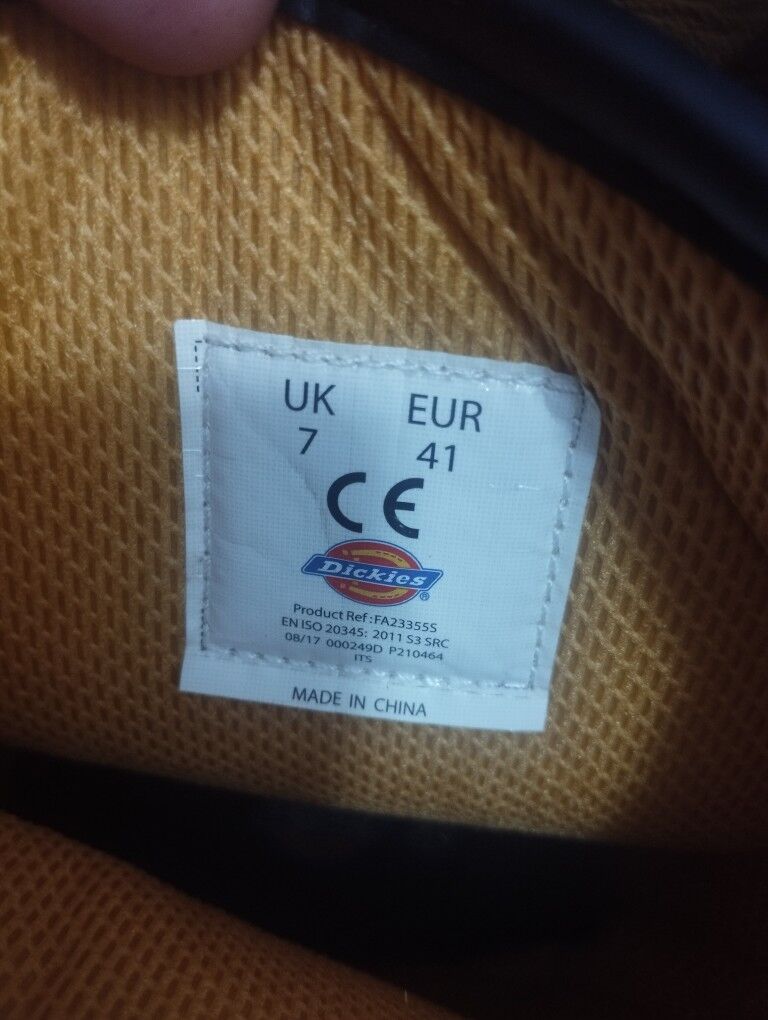 UK EUR
7 41
CE
Dickies®
Product Ref :FA23355S
EN ISO 20345: 2011 S3 SRC
08/17 000249D P210464
ITS
MADE IN CHINA